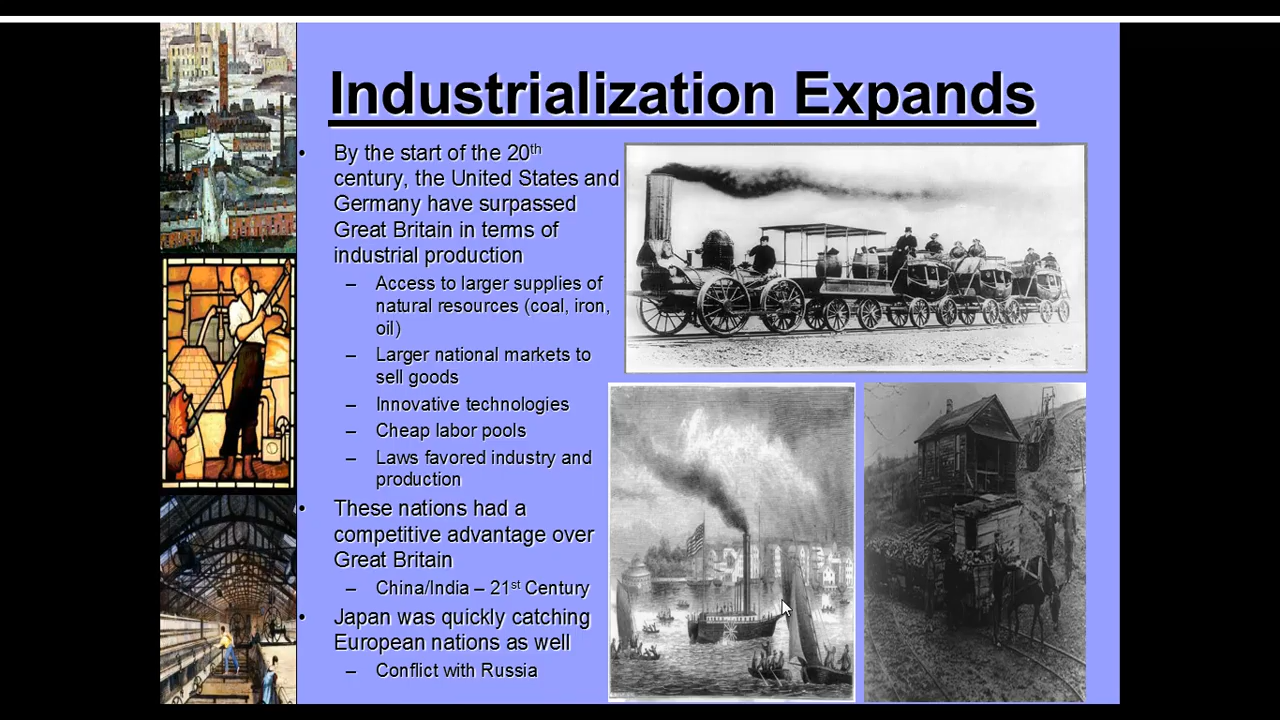 Industrialization Expands
• By the start of the 20th
century, the United States and
Germany have surpassed
Great Britain in terms of
industrial production
– Access to larger supplies of
natural resources (coal, iron,
oil)
– Larger national markets to
sell goods
– Innovative technologies
– Cheap labor pools
– Laws favored industry and
production
• These nations had a
competitive advantage over
Great Britain
– China/India – 21st Century
• Japan was quickly catching
European nations as well
– Conflict with Russia